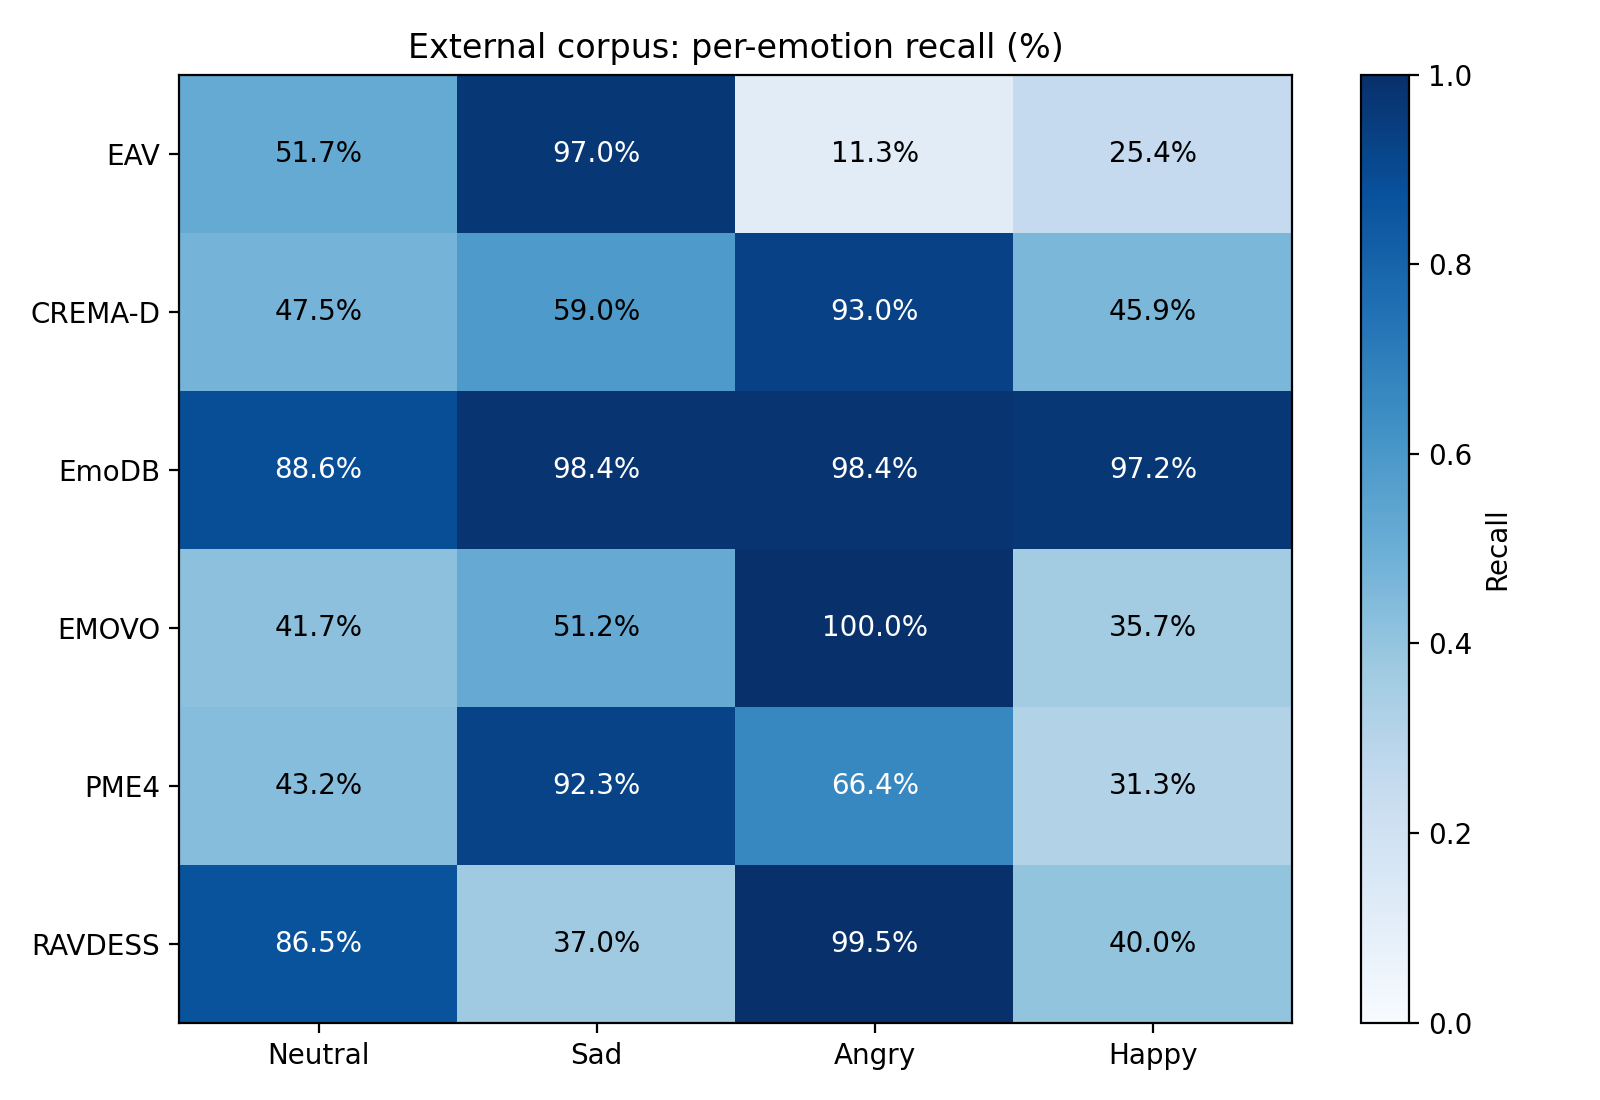 External corpus: per-emotion recall (%)
EAV 51.7% 97.0% 11.3% 25.4%
CREMA-D 47.5% 59.0% 93.0% 45.9%
EmoDB 88.6% 98.4% 98.4% 97.2%
EMOVO 41.7% 51.2% 100.0% 35.7%
PME4 43.2% 92.3% 66.4% 31.3%
RAVDESS 86.5% 37.0% 99.5% 40.0%
Neutral Sad Angry Happy
1.0
0.8
0.6
0.4
0.2
0.0
Recall